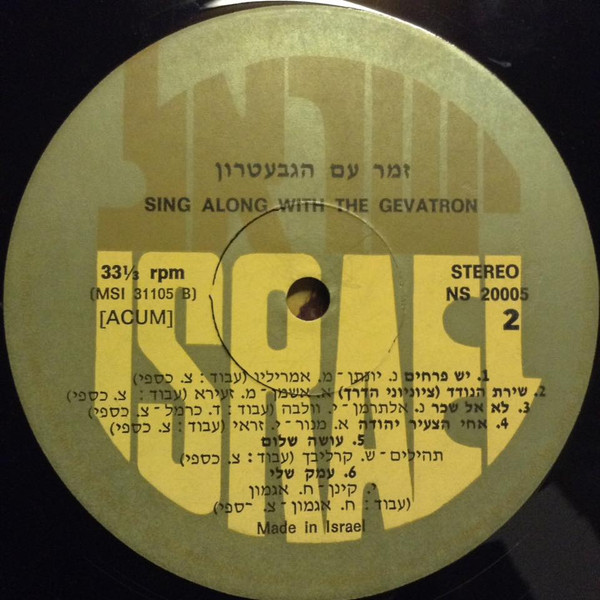 זמר עם הגבעטרון
SING ALONG WITH THE GEVATRON
ISRAEL
33⅓ rpm
(MSI 31105 B)
[ACUM]
STEREO
NS 20005
2
1. יש פרחים נ. יונתן - מ. אמריליו (עבוד: צ. כספי)
2. שירת הנודד (ציוניוני הדרך) א. אשמן - מ. זעירא (עבוד: צ. כספי)
3. לא אל שכר נ. אלתרמן - י. וולבה (עבוד: ד. כרמל - צ. כספי)
4. אחי הצעיר יהודה א. מנור - י. זראי (עבוד: צ. כספי)
5. עושה שלום
תהילים - ש. קרליבך (עבוד: צ. כספי)
6. עמק שלי
י. קינן - ח. אגמון
(עבוד: ח. אגמון - צ. כספי)
Made in Israel